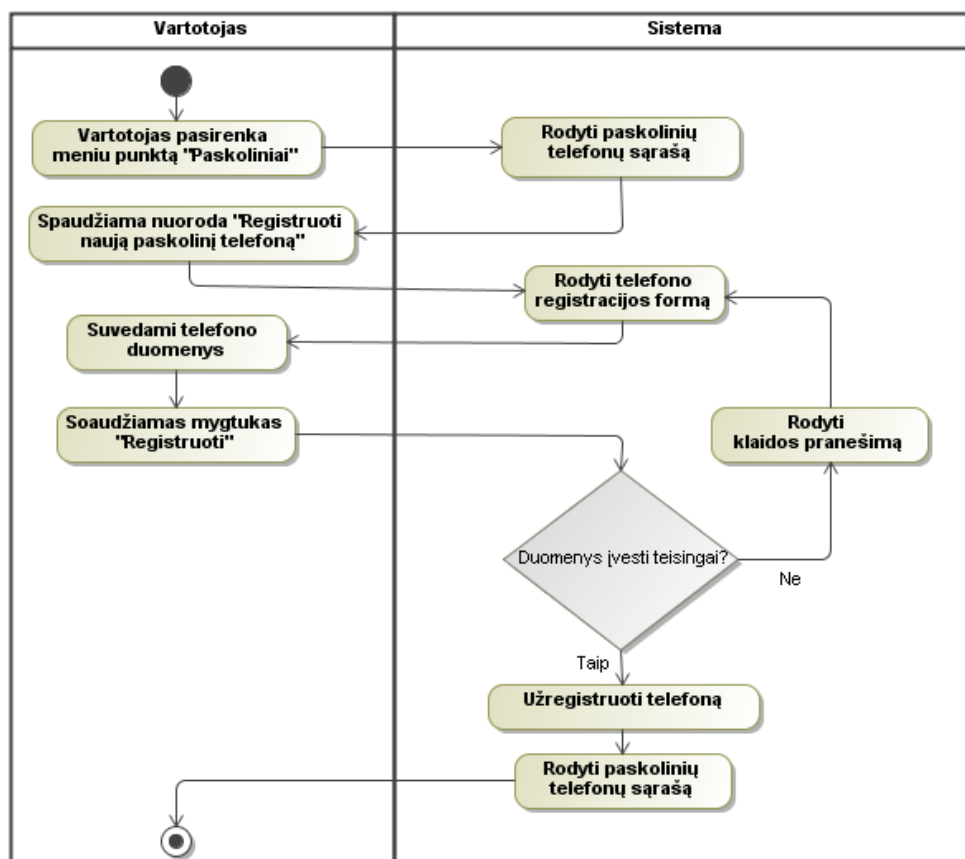 Vartotojas
Sistema
Vartotojas pasirenka
meniu punktą "Paskoliniai"
Rodyti paskolinių
telefonų sąrašą
Spaudžiama nuoroda "Registruoti
naują paskolinį telefoną"
Rodyti telefono
registracijos formą
Suvedami telefono
duomenys
Soaudžiamas mygtukas
"Registruoti"
Rodyti
klaidos pranešimą
Duomenys įvesti teisingai?
Ne
Taip
Užregistruoti telefoną
Rodyti paskolinių
telefonų sąrašą